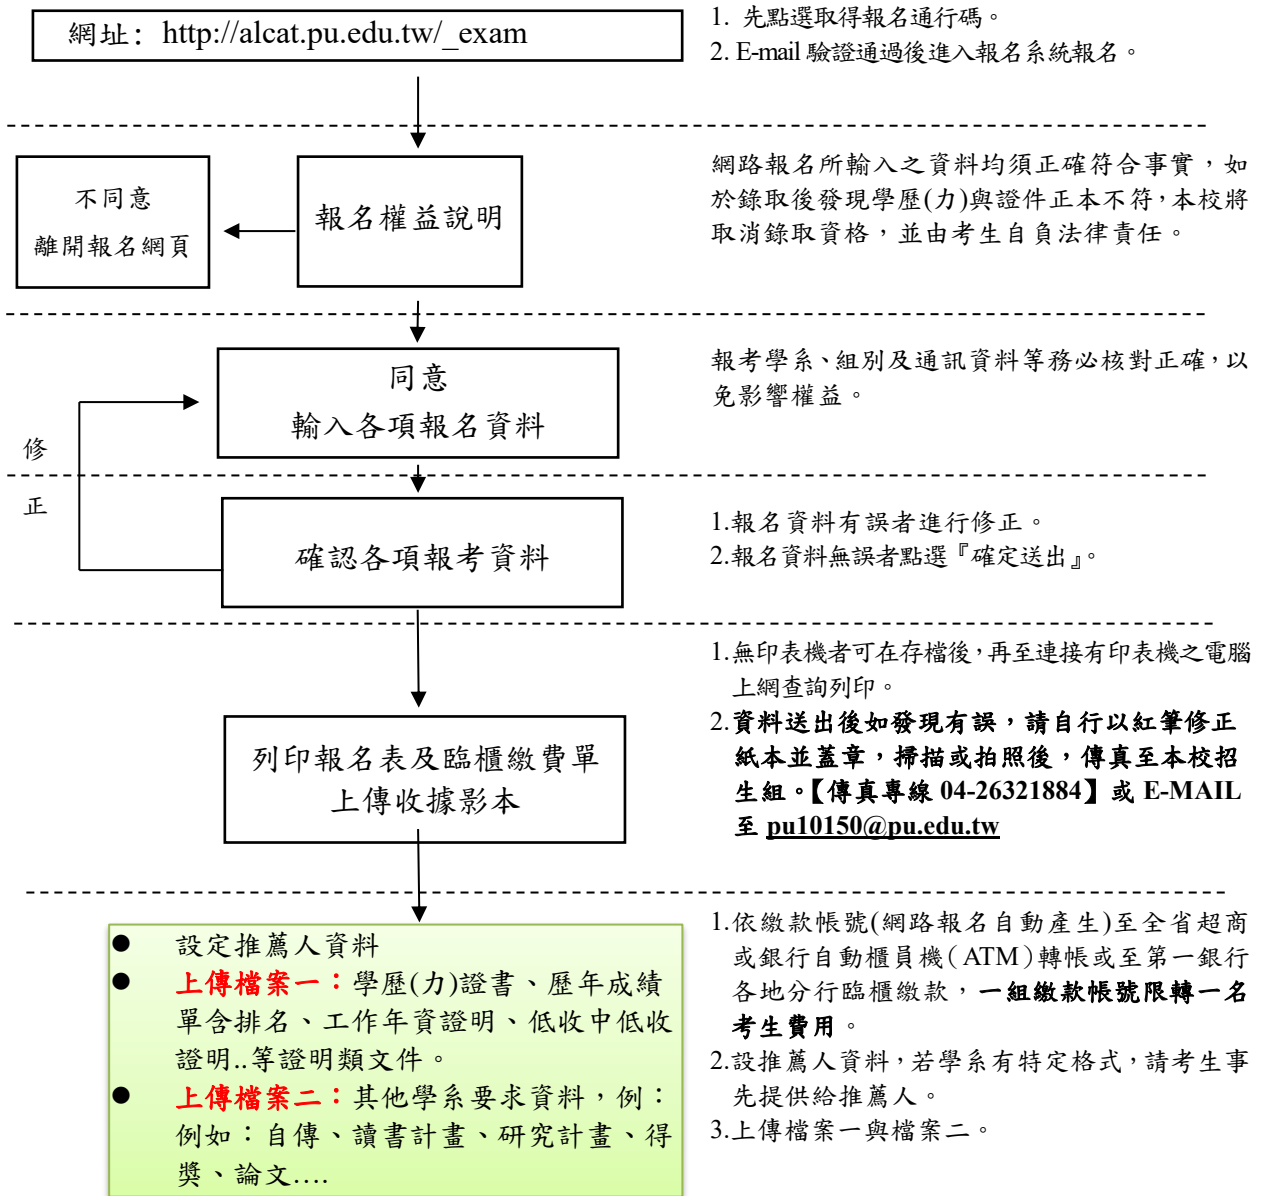 網址: http://alcat.pu.edu.tw/_exam
1. 先點選取得報名通行碼。
2. E-mail 驗證通過後進入報名系統報名。
不同意
離開報名網頁
報名權益說明
網路報名所輸入之資料均須正確符合事實，如
於錄取後發現學歷(力)與證件正本不符，本校將
取消錄取資格，並由考生自負法律責任。
同意
輸入各項報名資料
報考學系、組別及通訊資料等務必核對正確，以
免影響權益。
修
正
確認各項報考資料
1.報名資料有誤者進行修正。
2.報名資料無誤者點選『確定送出』。
列印報名表及臨櫃繳費單
上傳收據影本
1.無印表機者可在存檔後，再至連接有印表機之電腦
上網查詢列印。
2.資料送出後如發現有誤，請自行以紅筆修正
紙本並蓋章，掃描或拍照後，傳真至本校招
生組。【傳真專線 04-26321884】或 E-MAIL
至 pu10150@pu.edu.tw
● 設定推薦人資料
● 上傳檔案一：學歷(力)證書、歷年成績
單含排名、工作年資證明、低收中低收
證明..等證明類文件。
● 上傳檔案二：其他學系要求資料，例：
例如：自傳、讀書計畫、研究計畫、得
獎、論文....
1.依繳款帳號(網路報名自動產生)至全省超商
或銀行自動櫃員機（ATM）轉帳或至第一銀行
各地分行臨櫃繳款，一組繳款帳號限轉一名
考生費用。
2.設推薦人資料，若學系有特定格式，請考生事
先提供給推薦人。
3.上傳檔案一與檔案二。